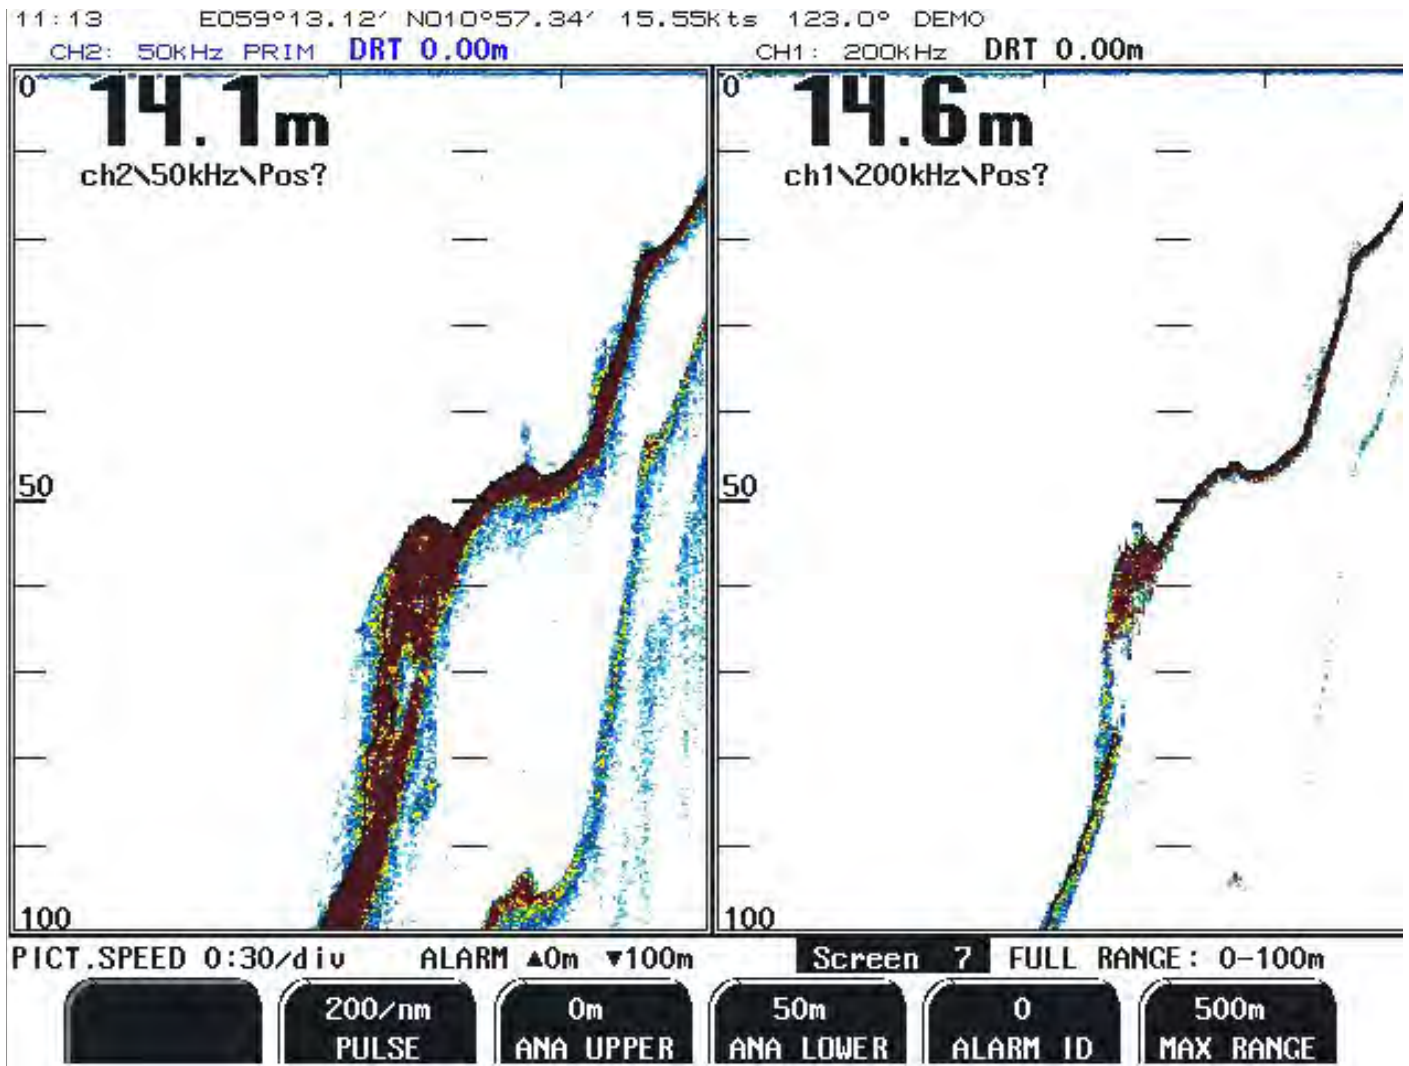 11:13 E059°13.12' N010°57.34' 15.55Kts 123.0° DEMO
CH2: 50KHz PRIM DRT 0.00m CH1: 200KHz DRT 0.00m
0 14.1m 0 14.6m
ch2\50kHz\Pos? ch1\200kHz\Pos?
50 50
100 100
PICT.SPEED 0:30/div ALARM ▲0m ▼100m Screen 7 FULL RANGE: 0-100m
200/nm 0m 50m 0 500m
PULSE ANA UPPER ANA LOWER ALARM ID MAX RANGE